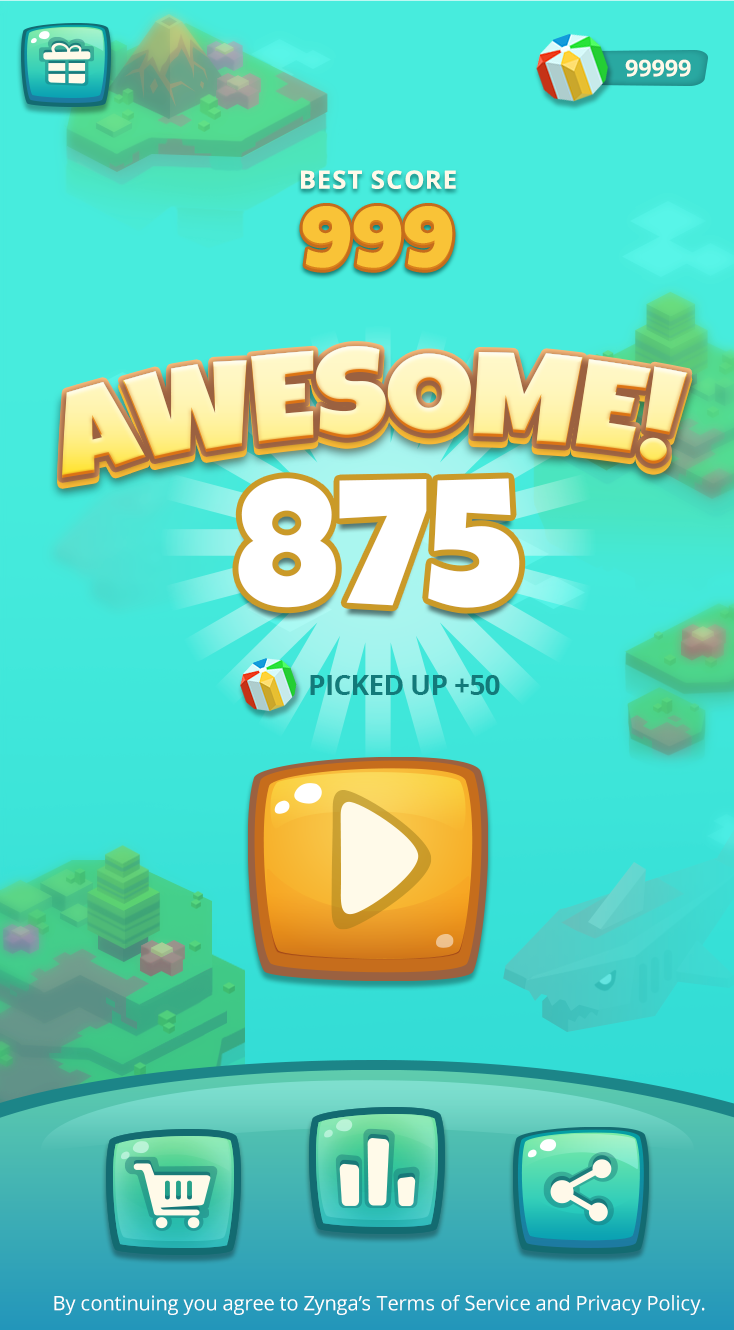 99999
BEST SCORE
999
AWESOME!
875
PICKED UP +50
By continuing you agree to Zynga’s Terms of Service and Privacy Policy.